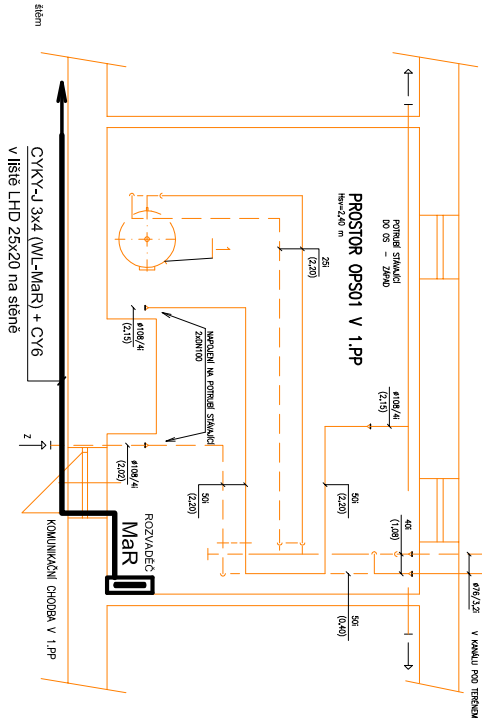 štěm
POTRUBÍ STÁVAJÍCÍ
DO OS - ZÁPAD
PROSTOR OPS01 V 1.PP
Hsv=2,40 m
25i
(2,20)
1
NAPOJENÍ NA POTRUBÍ STÁVAJÍCÍ
2xDN100
ø108/4i
(2,15)
ø108/4i
(2,15)
ø108/4i
(2,02)
50i
(2,20)
50i
(2,20)
40i
(1,08)
50i
(0,40)
ø76/3,2i
V KANÁLU POD TERÉNEM
CYKY-J 3x4 (WL-MaR) + CY6
v liště LHD 25x20 na stěně
Z
ROZVADĚČ
MaR
KOMUNIKAČNÍ CHODBA V 1.PP